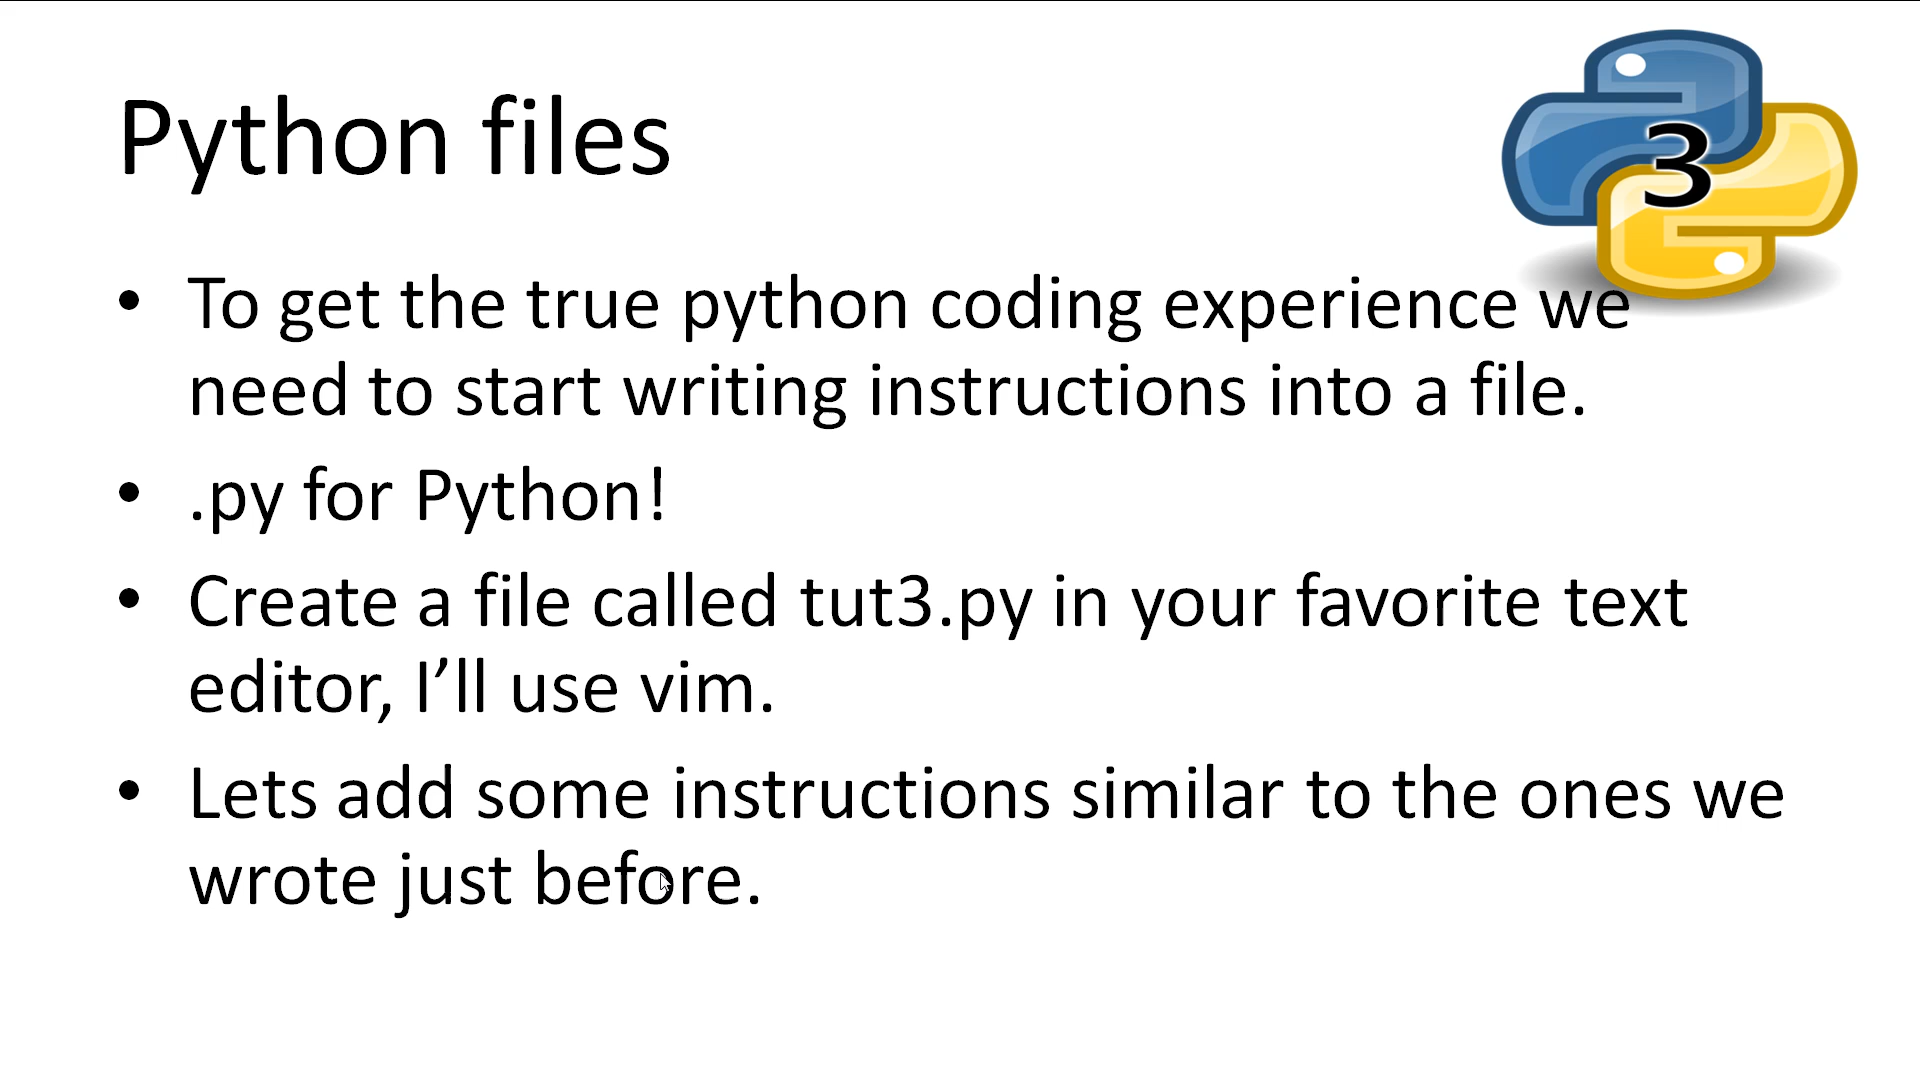 Python files
3
• To get the true python coding experience we
need to start writing instructions into a file.
• .py for Python!
• Create a file called tut3.py in your favorite text
editor, I’ll use vim.
• Lets add some instructions similar to the ones we
wrote just before.